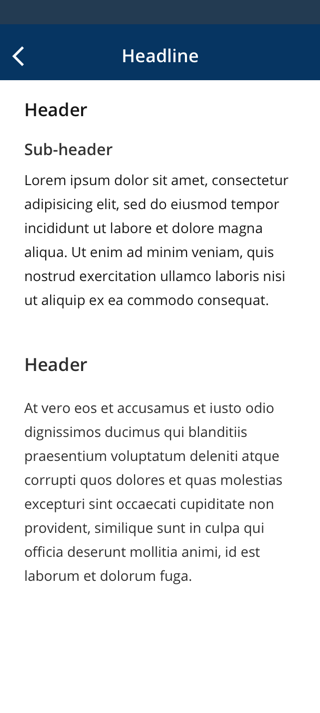 Headline
Header
Sub-header
Lorem ipsum dolor sit amet, consectetur
adipisicing elit, sed do eiusmod tempor
incididunt ut labore et dolore magna
aliqua. Ut enim ad minim veniam, quis
nostrud exercitation ullamco laboris nisi
ut aliquip ex ea commodo consequat.
Header
At vero eos et accusamus et iusto odio
dignissimos ducimus qui blanditiis
praesentium voluptatum deleniti atque
corrupti quos dolores et quas molestias
excepturi sint occaecati cupiditate non
provident, similique sunt in culpa qui
officia deserunt mollitia animi, id est
laborum et dolorum fuga.